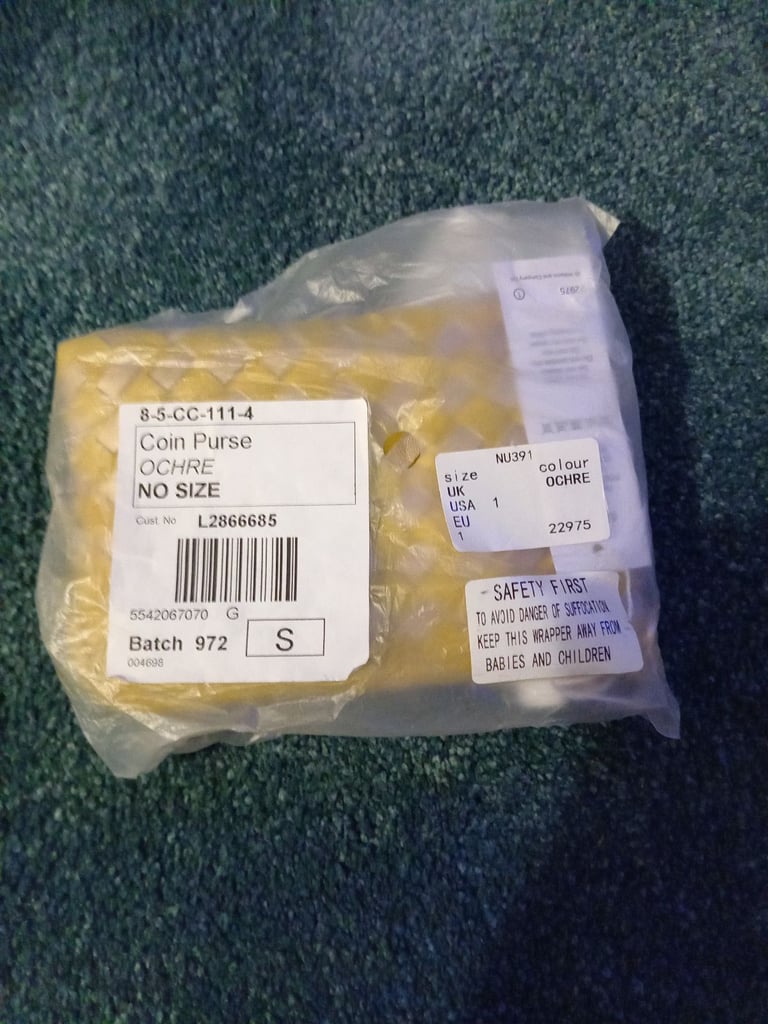 8-5-CC-111-4
Coin Purse
OCHRE
NO SIZE
Cust No L2866685
5542067070 G
Batch 972 S
004698
NU391
size colour
UK OCHRE
USA 1
EU
1 22975
SAFETY FIRST
TO AVOID DANGER OF SUFFOCATION
KEEP THIS WRAPPER AWAY FROM
BABIES AND CHILDREN